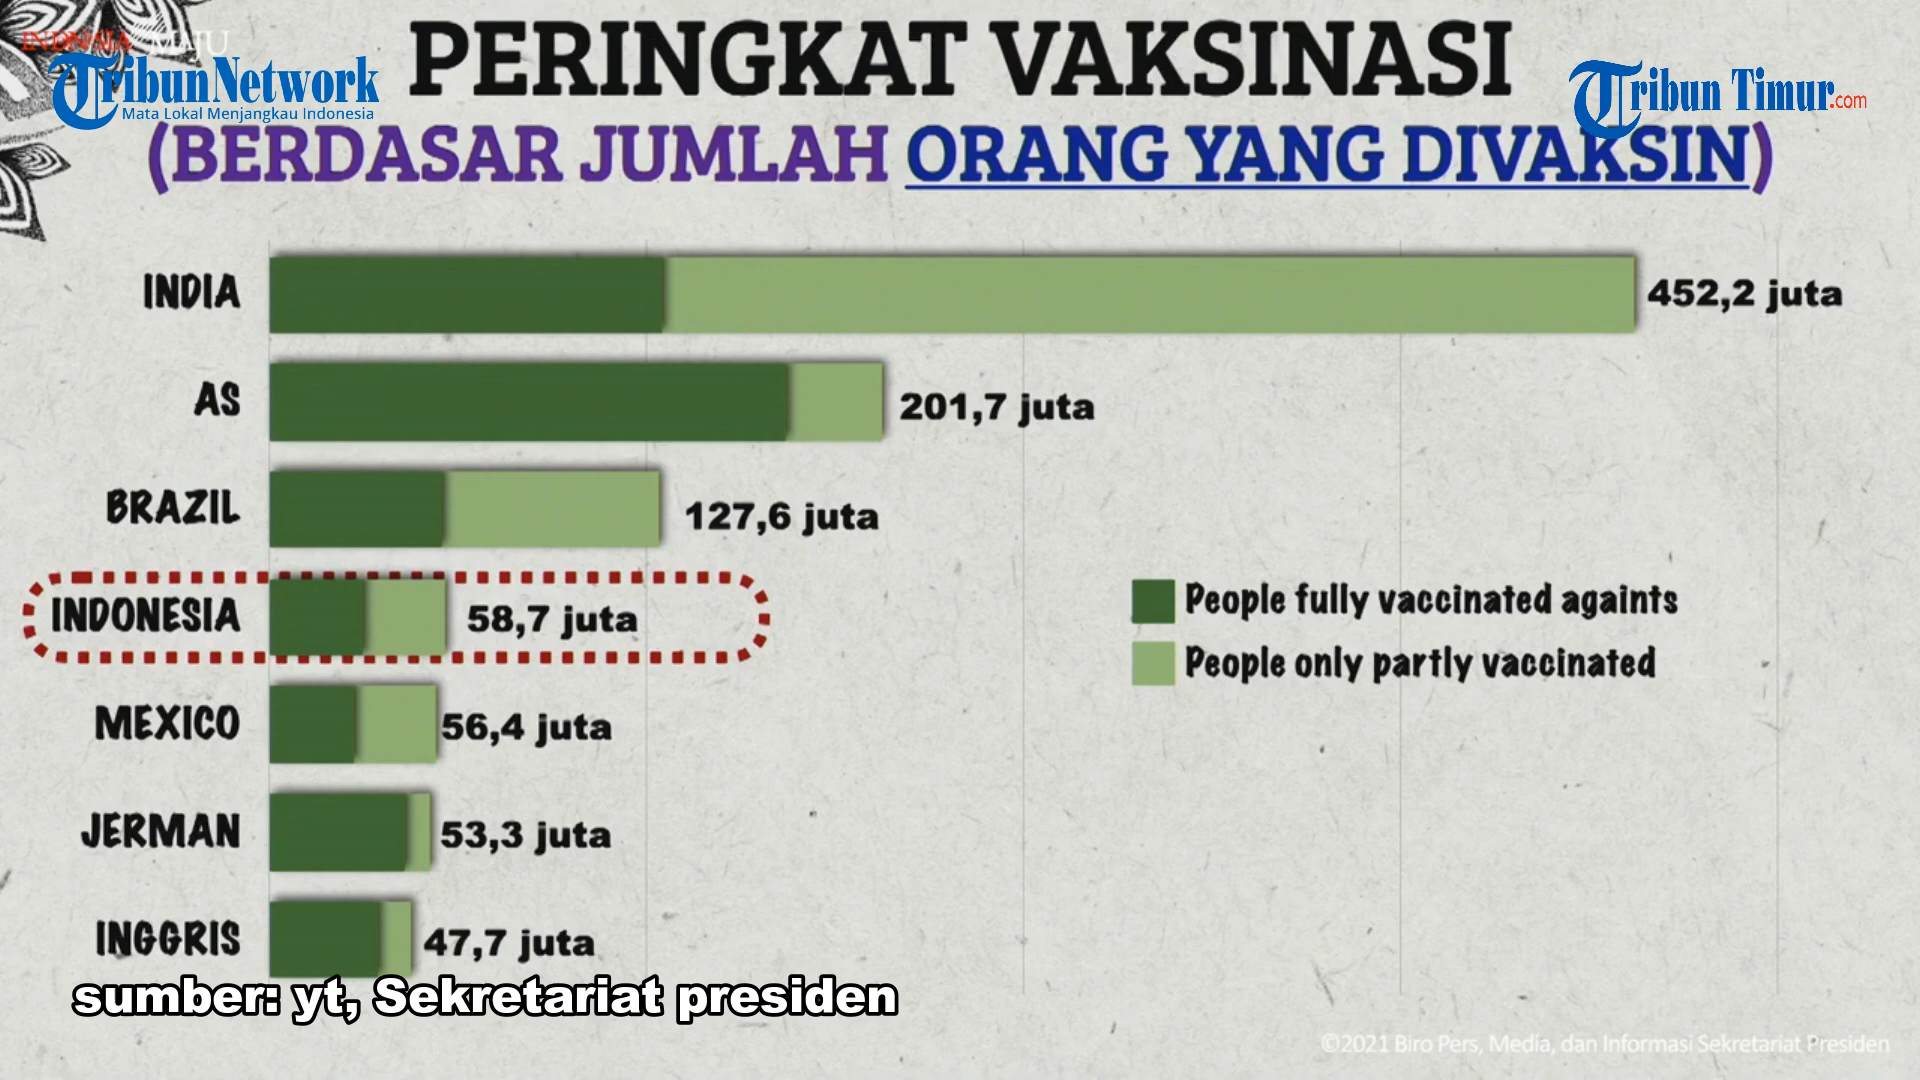 INDONESIA MAJU
TribunNetwork
Mata Lokal Menjangkau Indonesia
PERINGKAT VAKSINASI
Tribun Timur.com
(BERDASAR JUMLAH ORANG YANG DIVAKSIN)
INDIA 452,2 juta
AS 201,7 juta
BRAZIL 127,6 juta
INDONESIA 58,7 juta
MEXICO 56,4 juta
JERMAN 53,3 juta
INGGRIS 47,7 juta
People fully vaccinated againts
People only partly vaccinated
sumber: yt, Sekretariat presiden
©2021 Biro Pers, Media, dan Informasi Sekretariat Presiden